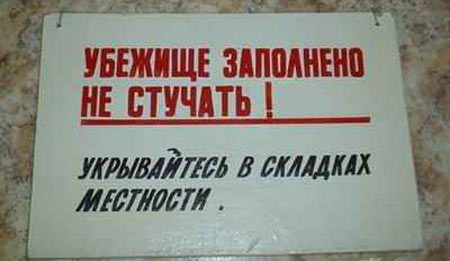 УБЕЖИЩЕ ЗАПОЛНЕНО
НЕ СТУЧАТЬ!
УКРЫВАЙТЕСЬ В СКЛАДКАХ
МЕСТНОСТИ.